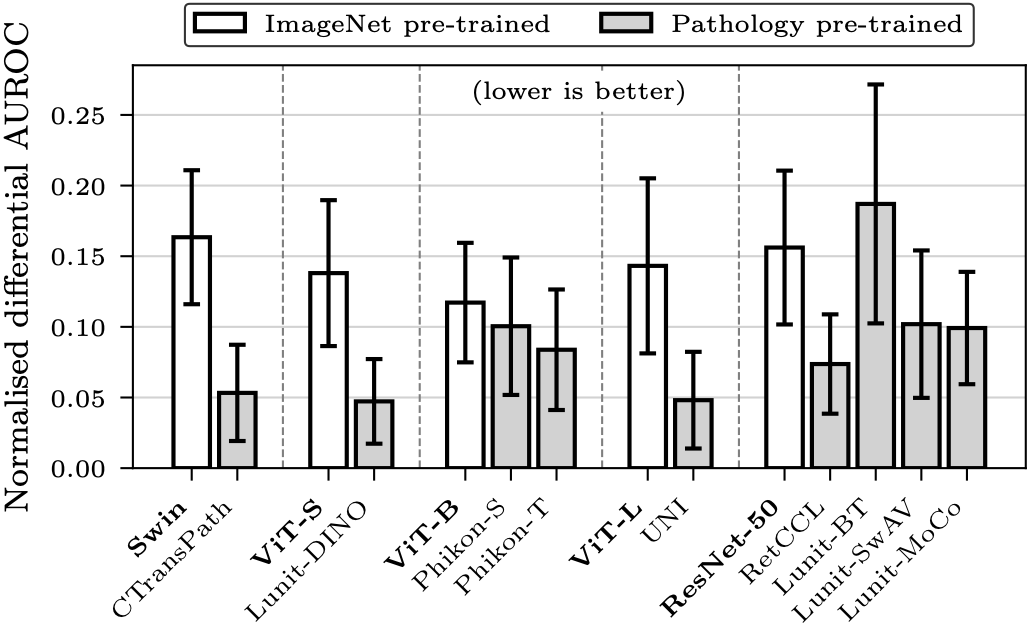 ImageNet pre-trained
Pathology pre-trained
Normalised differential AUROC
(lower is better)
0.25
0.20
0.15
0.10
0.05
0.00
Swin
CTransPath
ViT-S
Lunit-DINO
ViT-B
Phikon-S
Phikon-T
ViT-L
UNI
ResNet-50
RetCCL
Lunit-BT
Lunit-SwAV
Lunit-MoCo